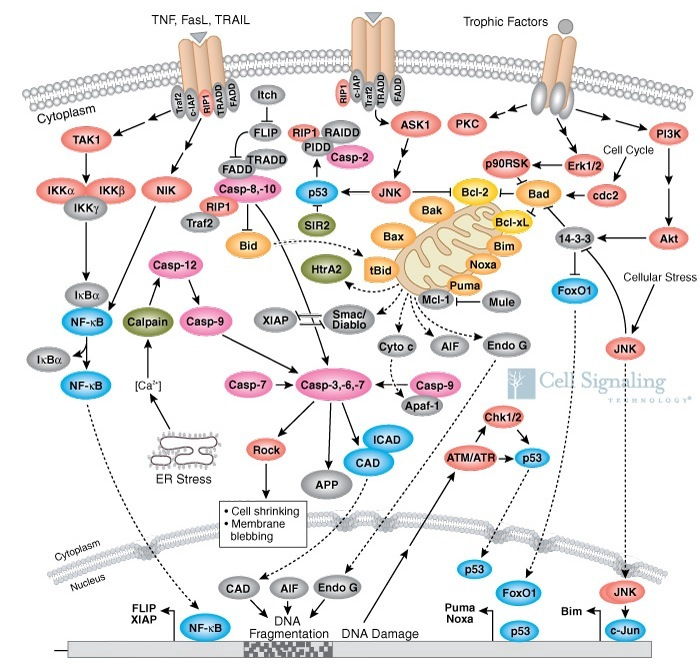 TNF, FasL, TRAIL
Trophic Factors
Cytoplasm
Traf2
c-IAP
RIP1
TRADD
FADD
RIP1
c-IAP
Traf2
TRADD
FADD
Itch
FLIP
TRADD
FADD
Casp-8,-10
RIP1
Traf2
Bid
RIP1
RAIDD
PIDD
Casp-2
p53
SIR2
HtrA2
ASK1
JNK
PKC
PI3K
p90RSK
Erk1/2
Cell Cycle
cdc2
Bcl-2
Bad
Bak
Bcl-xL
Bax
Bim
tBid
Noxa
Puma
14-3-3
Akt
Cellular Stress
TAK1
IKKα
IKKβ
IKKγ
NIK
IκBα
NF-κB
IκBα
NF-κB
Casp-12
Calpain
Casp-9
[Ca²⁺]
ER Stress
XIAP
Smac/
Diablo
Mcl-1
Mule
FoxO1
Cyto c
AIF
Endo G
JNK
Casp-7
Casp-3,-6,-7
Casp-9
Apaf-1
Cell Signaling
TECHNOLOGY®
Chk1/2
ICAD
CAD
Rock
APP
ATM/ATR
p53
• Cell shrinking
• Membrane
blebbing
Cytoplasm
Nucleus
CAD
AIF
Endo G
p53
FoxO1
JNK
FLIP
XIAP
NF-κB
DNA
Fragmentation
DNA Damage
Puma
Noxa
p53
Bim
c-Jun